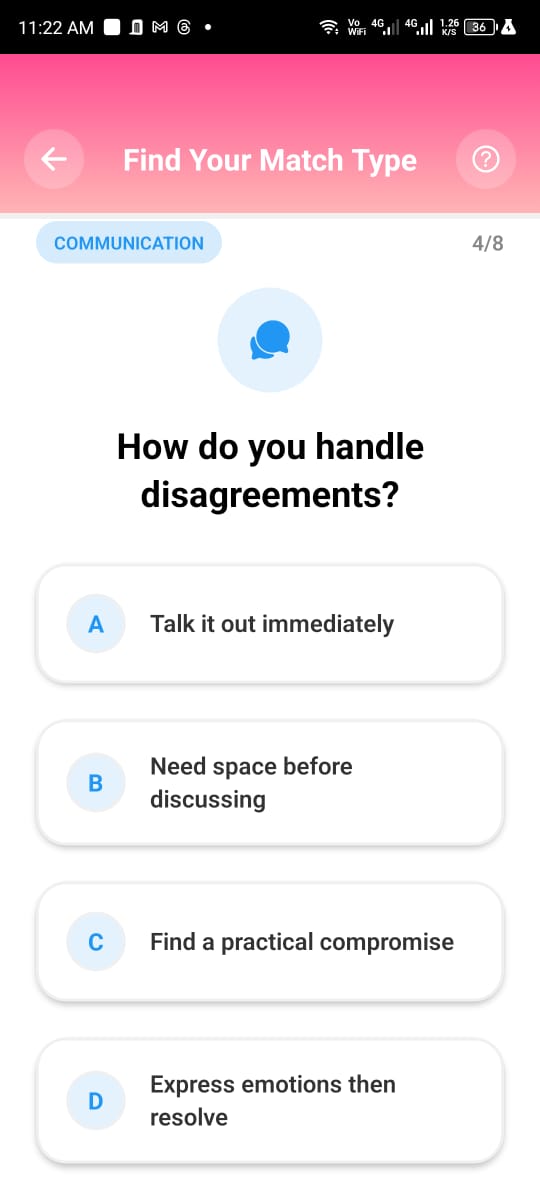 11:22 AM
Vo WiFi 4G 4G 1.26 K/S 36
Find Your Match Type
COMMUNICATION
4/8
How do you handle
disagreements?
A Talk it out immediately
B Need space before
discussing
C Find a practical compromise
D Express emotions then
resolve